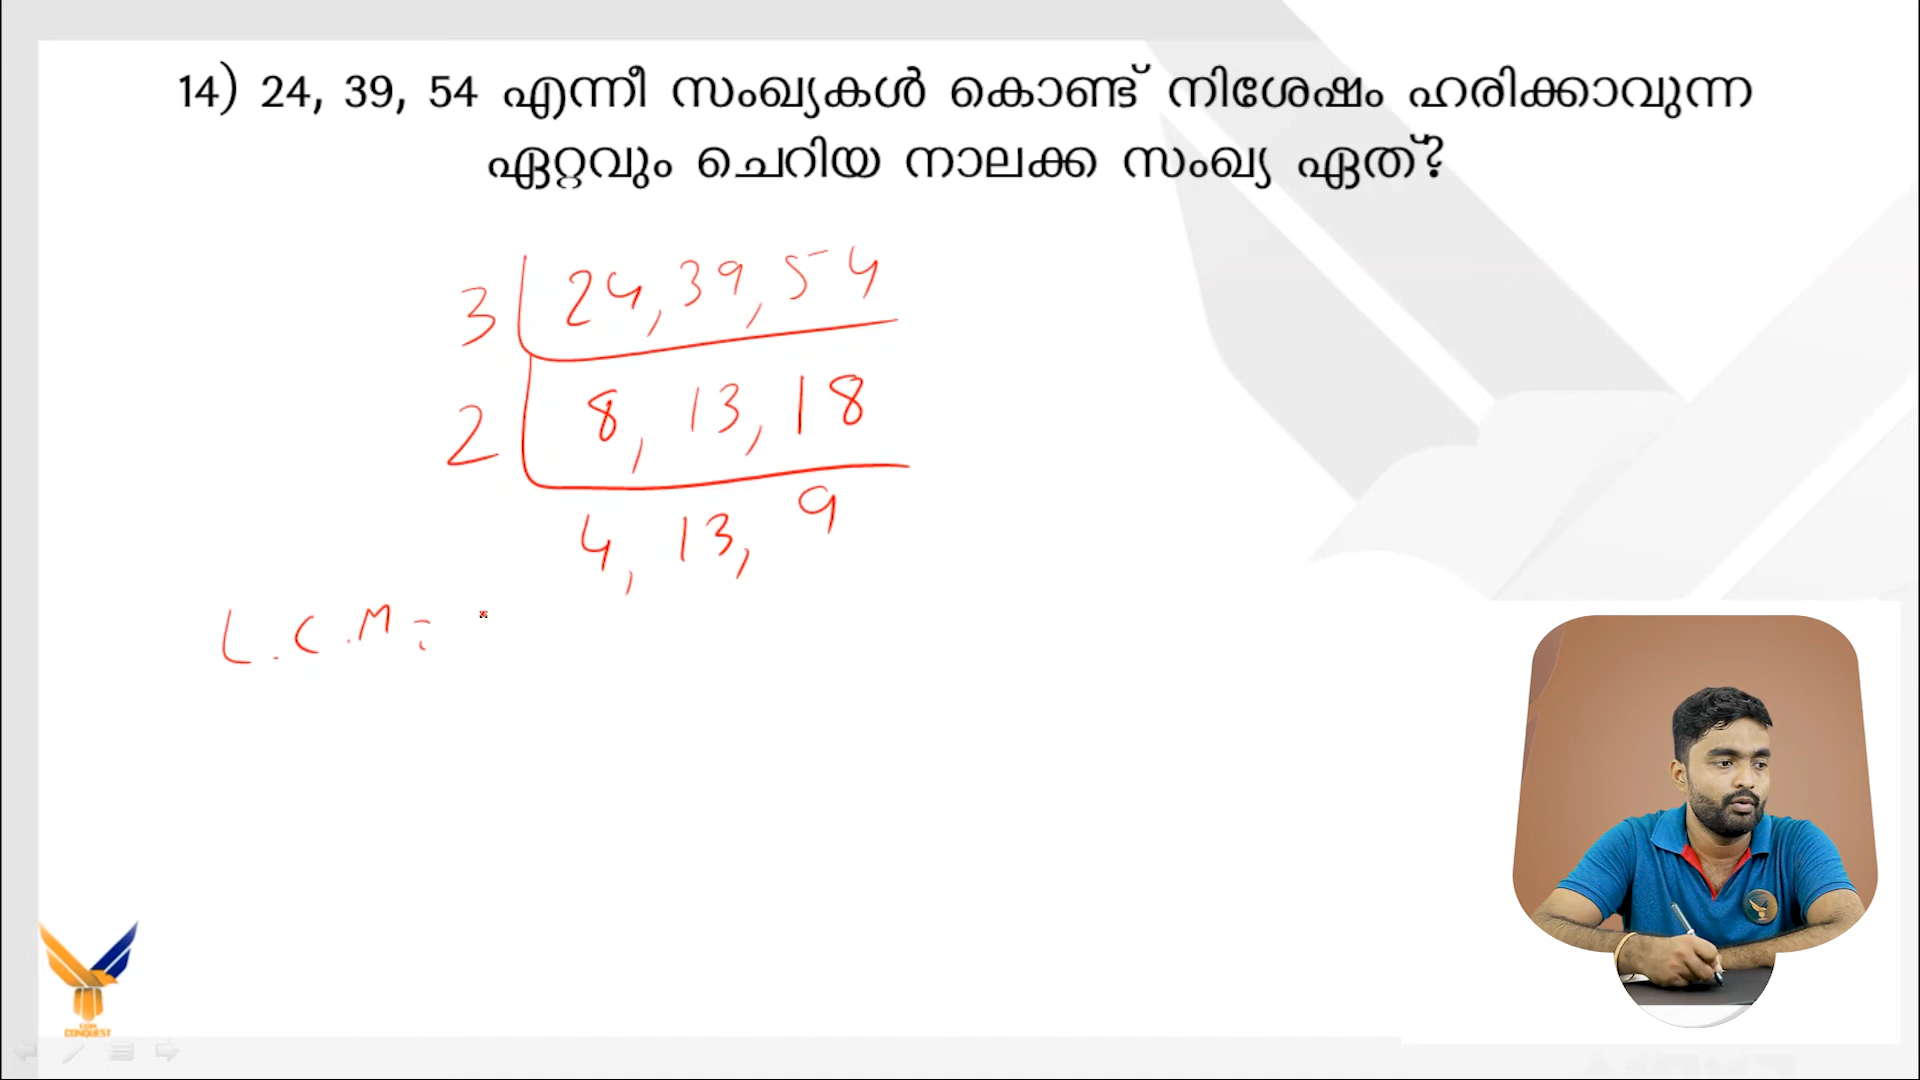 14) 24, 39, 54 എന്നീ സംഖ്യകൾ കൊണ്ട് നിശേഷം ഹരിക്കാവുന്ന
ഏറ്റവും ചെറിയ നാലക്ക സംഖ്യ ഏത്?
3 24, 39, 54
2 8, 13, 18
4, 13, 9
L.C.M =
CONQUEST